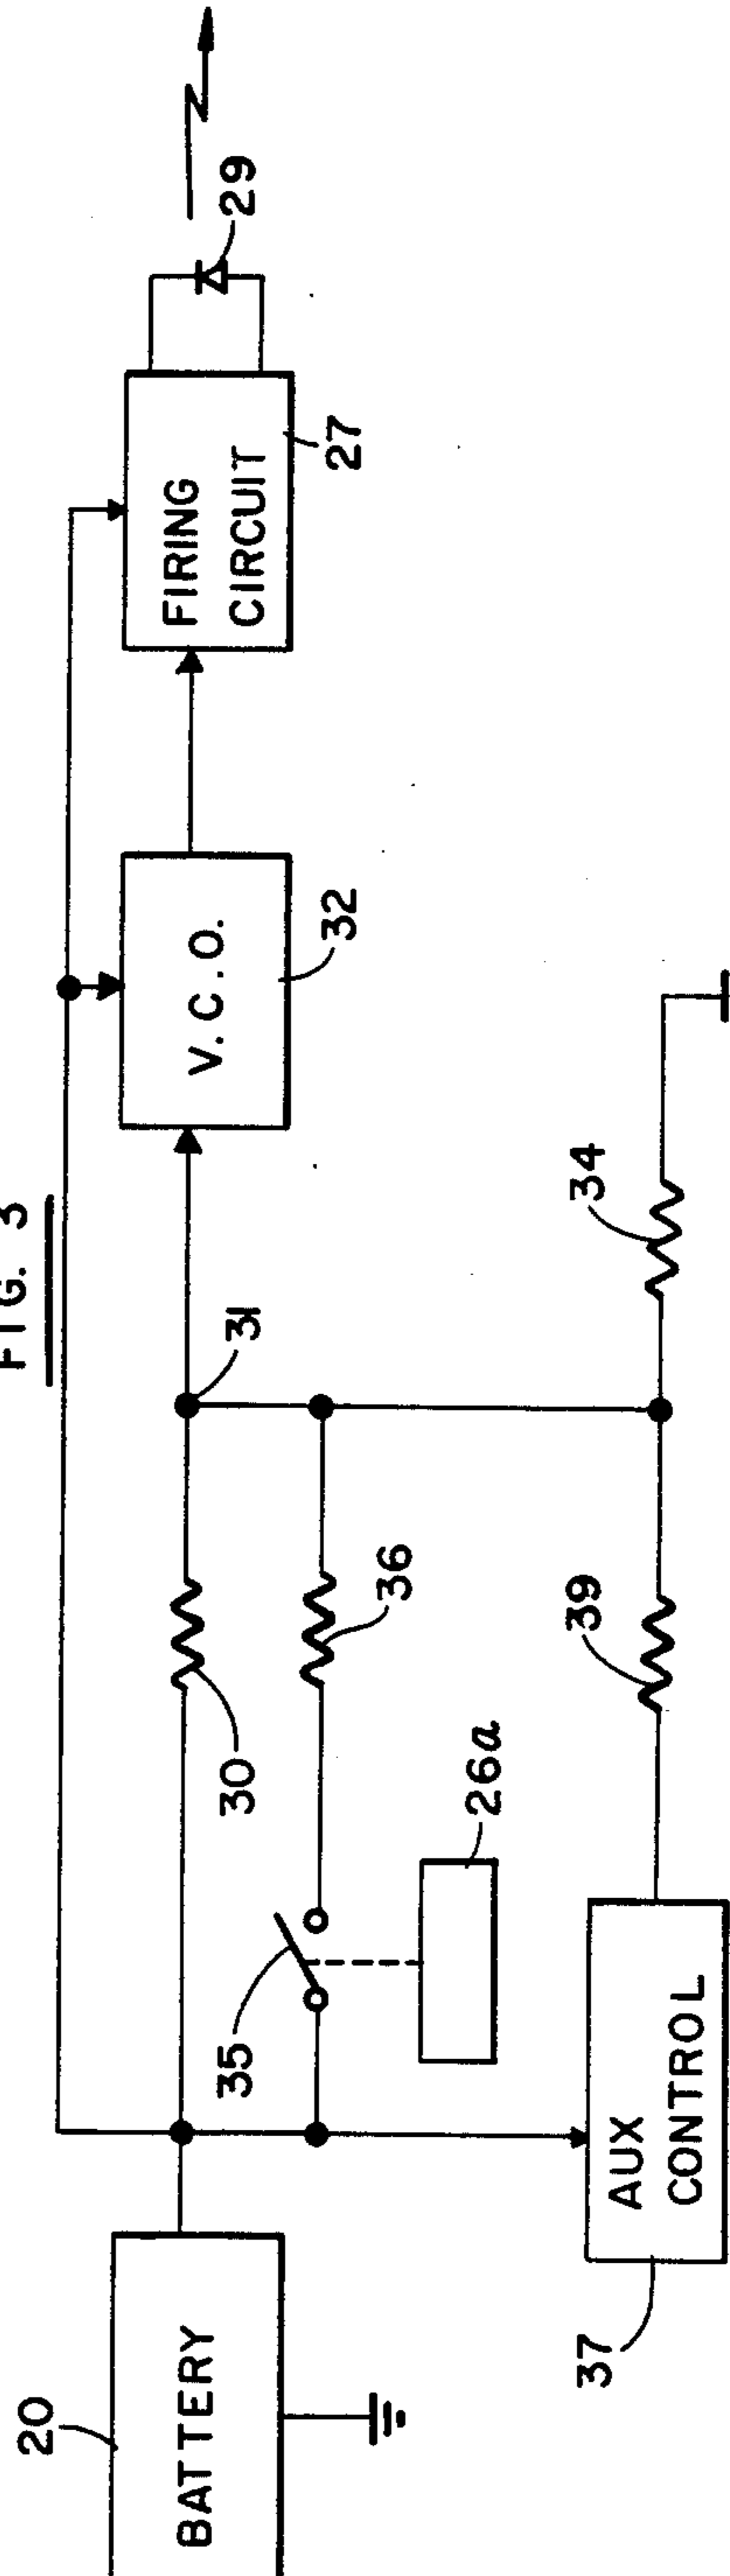 FIG. 3
20
BATTERY
30
31
V. C. O.
32
FIRING
CIRCUIT
27
29
35
36
26a
37
AUX
CONTROL
39
34